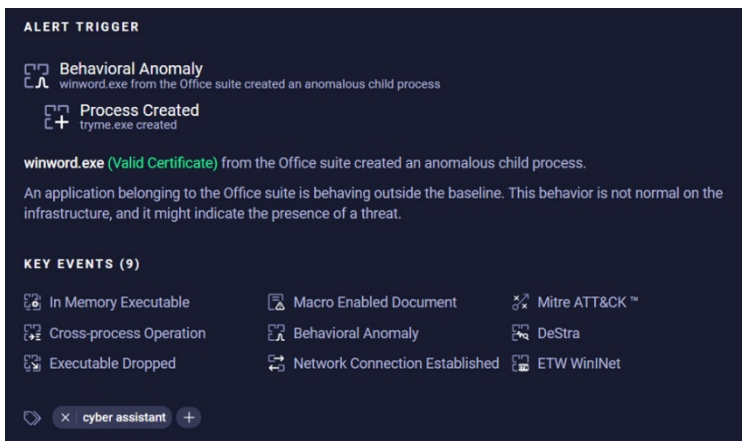 ALERT TRIGGER
Behavioral Anomaly
winword.exe from the Office suite created an anomalous child process
Process Created
tryme.exe created
winword.exe (Valid Certificate) from the Office suite created an anomalous child process.
An application belonging to the Office suite is behaving outside the baseline. This behavior is not normal on the
infrastructure, and it might indicate the presence of a threat.
KEY EVENTS (9)
In Memory Executable
Macro Enabled Document
Mitre ATT&CK ™
Cross-process Operation
Behavioral Anomaly
DeStra
Executable Dropped
Network Connection Established
ETW WinINet
cyber assistant